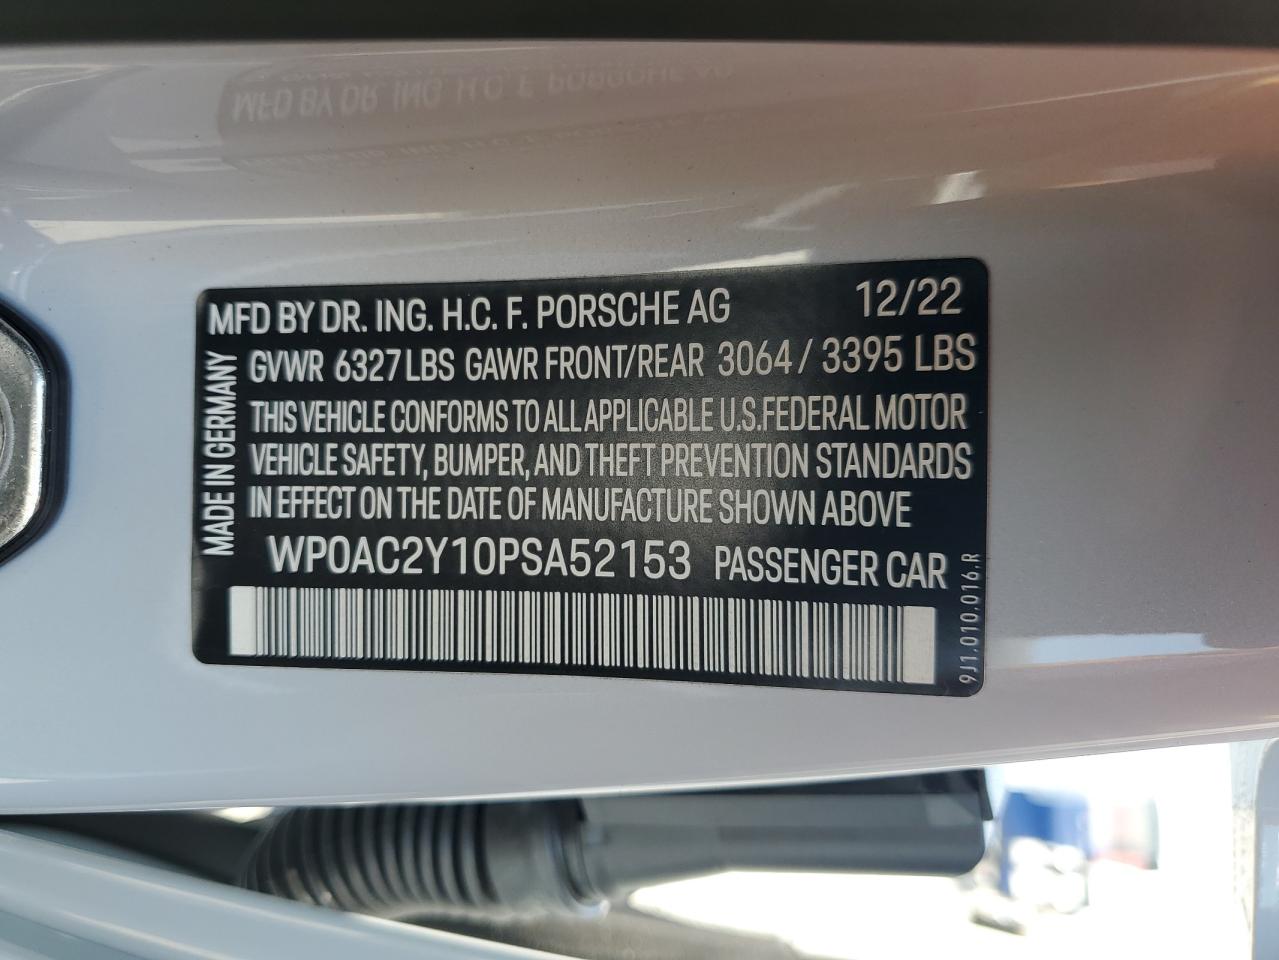 MFD BY DR. ING. H.C. F. PORSCHE AG 12/22
GVWR 6327 LBS GAWR FRONT/REAR 3064 / 3395 LBS
THIS VEHICLE CONFORMS TO ALL APPLICABLE U.S.FEDERAL MOTOR
VEHICLE SAFETY, BUMPER, AND THEFT PREVENTION STANDARDS
IN EFFECT ON THE DATE OF MANUFACTURE SHOWN ABOVE
WP0AC2Y10PSA52153 PASSENGER CAR
MADE IN GERMANY
9J1.010.016.R